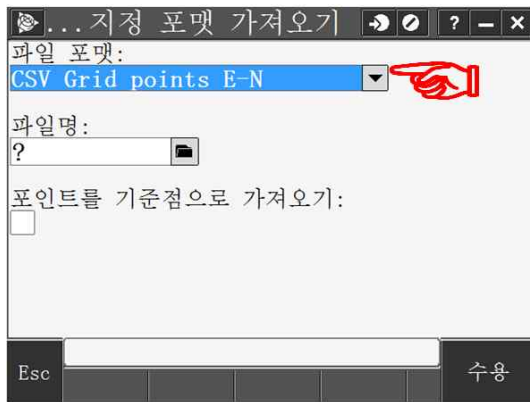 ...지정 포맷 가져오기 ? – ×
파일 포맷:
CSV Grid points E-N
파일명:
?
포인트를 기준점으로 가져오기:
Esc 수용